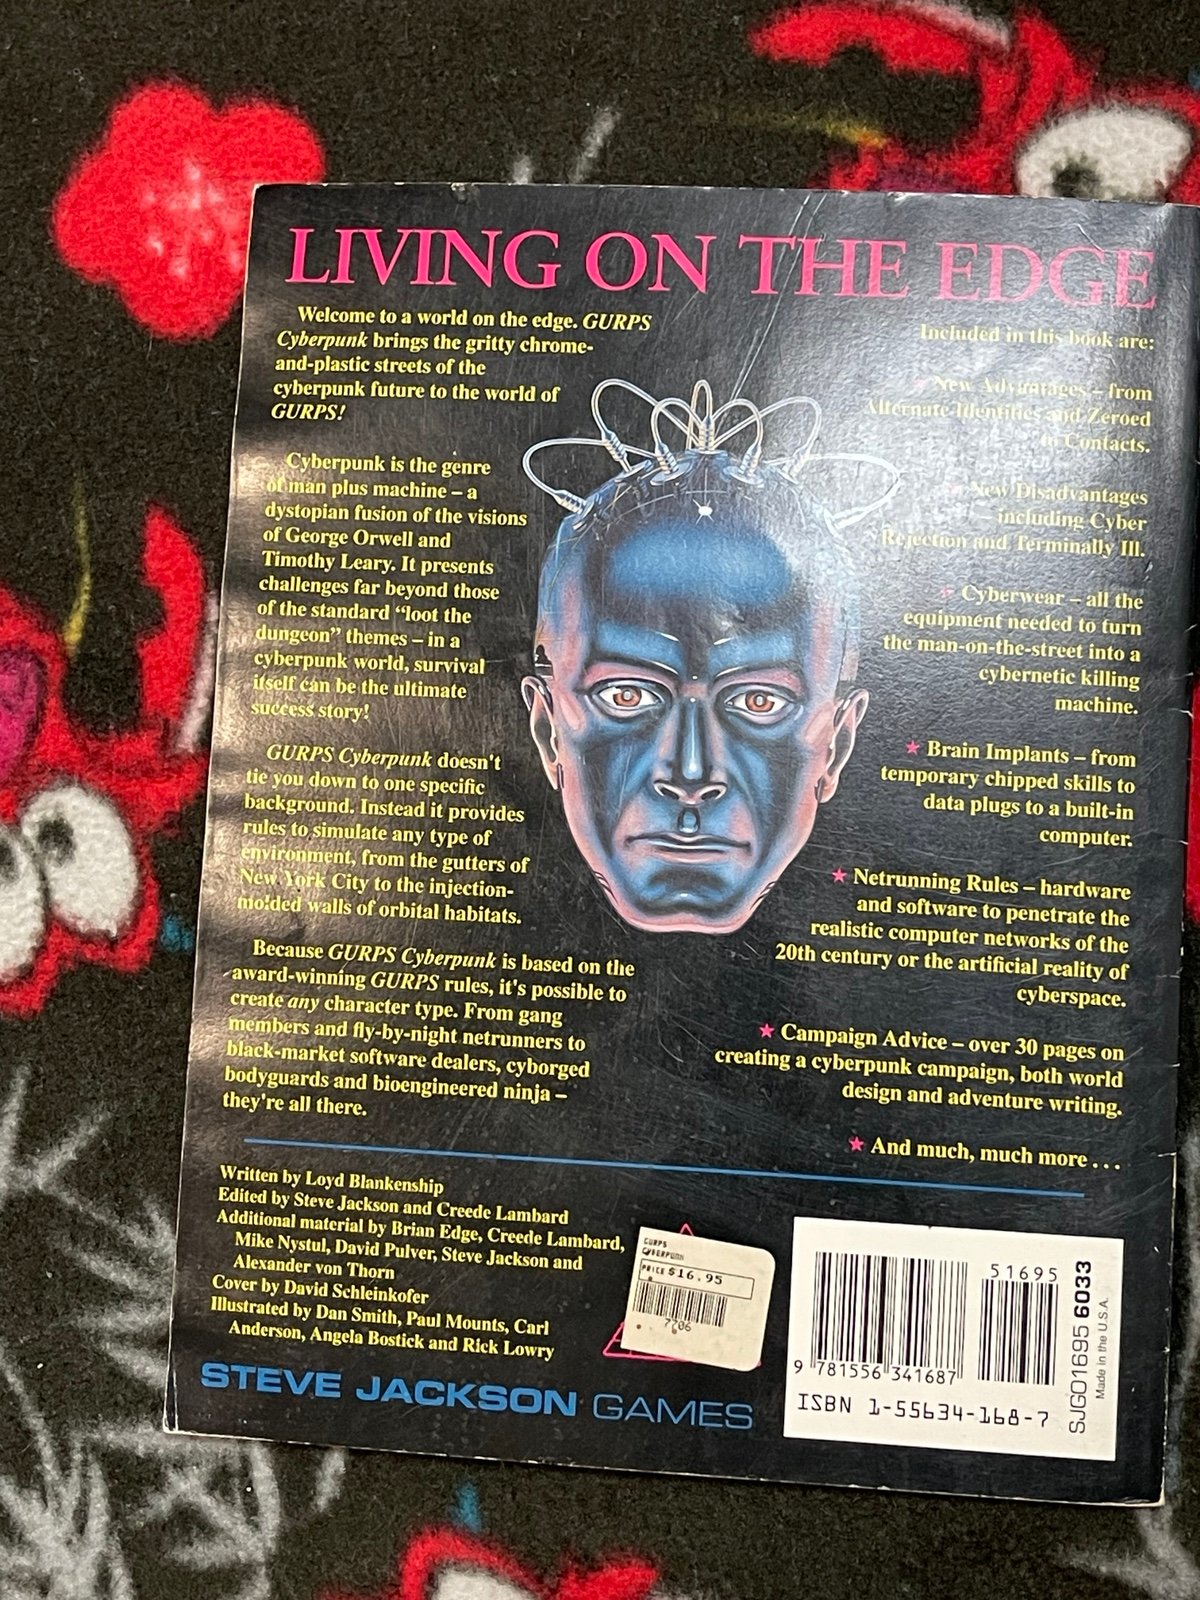 LIVING ON THE EDGE
Welcome to a world on the edge. GURPS
Cyberpunk brings the gritty chrome-
and-plastic streets of the
cyberpunk future to the world of
GURPS!
Cyberpunk is the genre
of man plus machine – a
dystopian fusion of the visions
of George Orwell and
Timothy Leary. It presents
challenges far beyond those
of the standard “loot the
dungeon” themes – in a
cyberpunk world, survival
itself can be the ultimate
success story!
GURPS Cyberpunk doesn't
tie you down to one specific
background. Instead it provides
rules to simulate any type of
environment, from the gutters of
New York City to the injection-
molded walls of orbital habitats.
Because GURPS Cyberpunk is based on the
award-winning GURPS rules, it's possible to
create any character type. From gang
members and fly-by-night netrunners to
black-market software dealers, cyborged
bodyguards and bioengineered ninja –
they're all there.
Included in this book are:
★ New Advantages – from
Alternate Identities and Zeroed
to Contacts.
★ New Disadvantages
including Cyber
Rejection and Terminally Ill.
★ Cyberwear – all the
equipment needed to turn
the man-on-the-street into a
cybernetic killing
machine.
★ Brain Implants – from
temporary chipped skills to
data plugs to a built-in
computer.
★ Netrunning Rules – hardware
and software to penetrate the
realistic computer networks of the
20th century or the artificial reality of
cyberspace.
★ Campaign Advice – over 30 pages on
creating a cyberpunk campaign, both world
design and adventure writing.
★ And much, much more . . .
Written by Loyd Blankenship
Edited by Steve Jackson and Creede Lambard
Additional material by Brian Edge, Creede Lambard,
Mike Nystul, David Pulver, Steve Jackson and
Alexander von Thorn
Cover by David Schleinkofer
Illustrated by Dan Smith, Paul Mounts, Carl
Anderson, Angela Bostick and Rick Lowry
STEVE JACKSON GAMES
GURPS
CYBERPUNK
PRICE $16.95
7706
51695
9 781556 341687
ISBN 1-55634-168-7
SJG01695 6033
Made in the U.S.A.